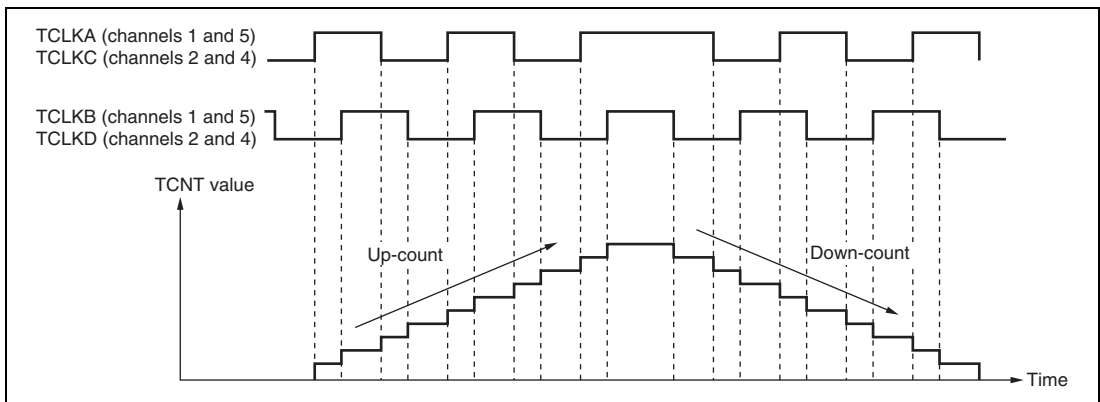 TCLKA (channels 1 and 5)
TCLKC (channels 2 and 4)
TCLKB (channels 1 and 5)
TCLKD (channels 2 and 4)
TCNT value
Up-count
Down-count
Time